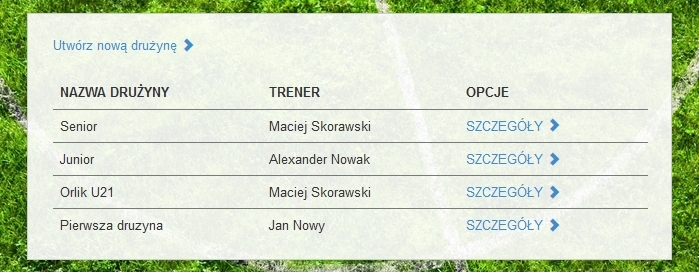 Utwórz nową drużynę
NAZWA DRUŻYNY TRENER OPCJE
Senior Maciej Skorawski SZCZEGÓŁY
Junior Alexander Nowak SZCZEGÓŁY
Orlik U21 Maciej Skorawski SZCZEGÓŁY
Pierwsza druzyna Jan Nowy SZCZEGÓŁY